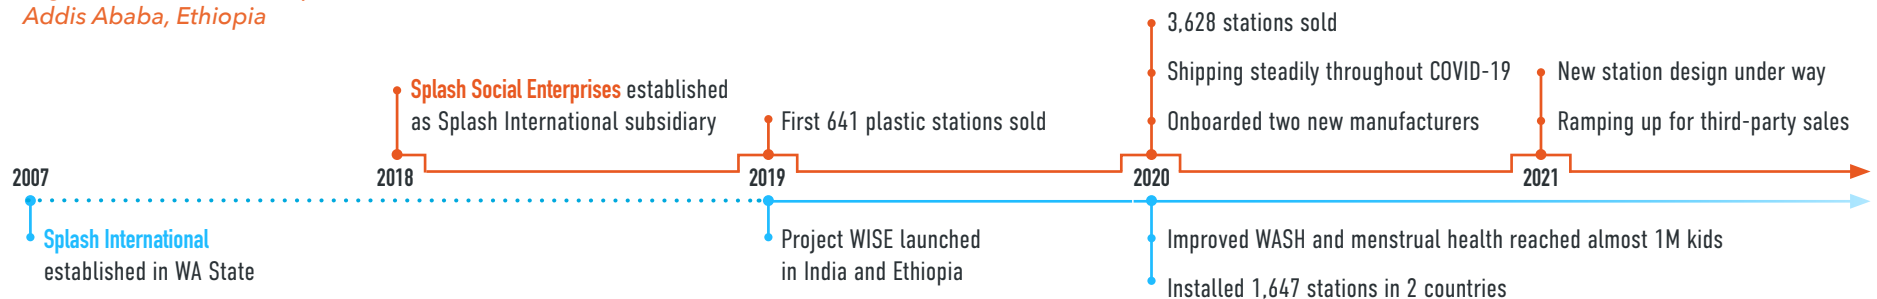 Addis Ababa, Ethiopia
3,628 stations sold
Shipping steadily throughout COVID-19
New station design under way
Splash Social Enterprises established
as Splash International subsidiary
First 641 plastic stations sold
Onboarded two new manufacturers
Ramping up for third-party sales
2007
2018
2019
2020
2021
Splash International
established in WA State
Project WISE launched
in India and Ethiopia
Improved WASH and menstrual health reached almost 1M kids
Installed 1,647 stations in 2 countries